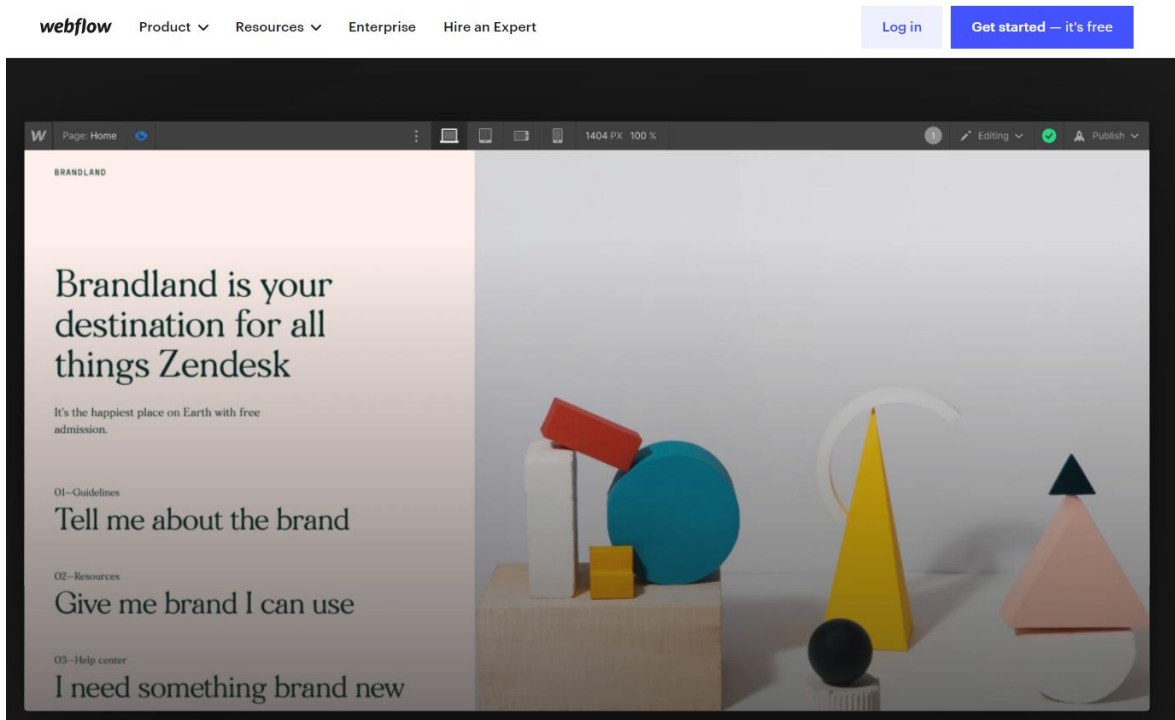 webflow Product Resources Enterprise Hire an Expert Log in Get started — it's free
W Page: Home 1404 PX 100 % 1 Editing Publish
BRANDLAND
Brandland is your
destination for all
things Zendesk
It's the happiest place on Earth with free
admission.
01—Guidelines
Tell me about the brand
02—Resources
Give me brand I can use
03—Help center
I need something brand new